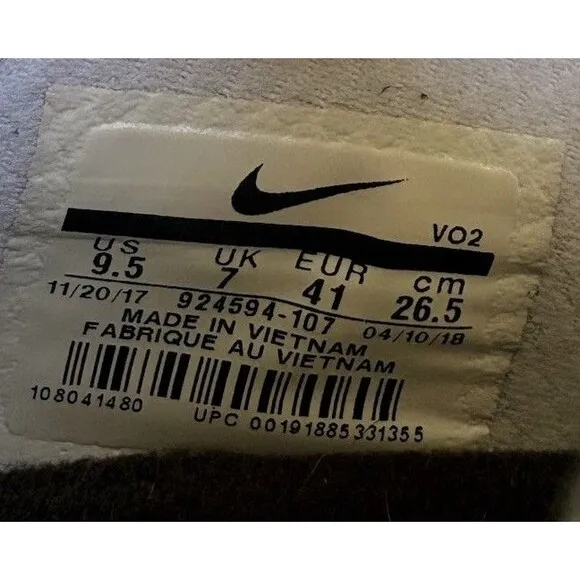 VO2
US UK EUR cm
9.5 7 41 26.5
11/20/17 924594-107 04/10/18
MADE IN VIETNAM
FABRIQUE AU VIETNAM
108041480
UPC 00191885331355